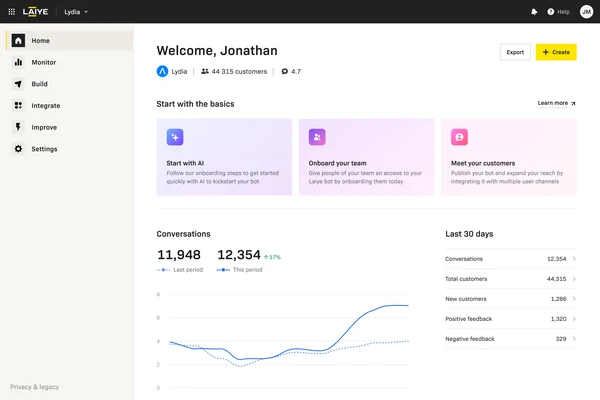 LAIYE Lydia Help JM
Home
Monitor
Build
Integrate
Improve
Settings
Privacy & legacy
Welcome, Jonathan
Export + Create
Lydia 44 315 customers 4.7
Start with the basics Learn more
Start with AI
Follow our onboarding steps to get started
quickly with AI to kickstart your bot
Onboard your team
Give people of your team an access to your
Laiye bot by onboarding them today
Meet your customers
Publish your bot and expand your reach by
integrating it with multiple user channels
Conversations
11,948 12,354 17%
Last period This period
8
6
4
2
0
Last 30 days
Conversations 12,354
Total customers 44,315
New customers 1,286
Positive feedback 1,320
Negative feedback 329